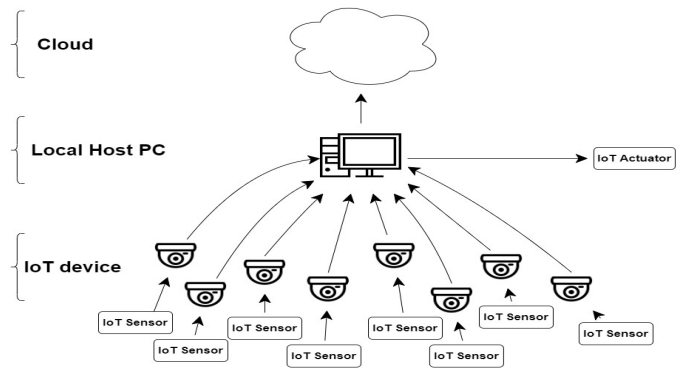 Cloud
Local Host PC
IoT Actuator
IoT device
IoT Sensor
IoT Sensor
IoT Sensor
IoT Sensor
IoT Sensor
IoT Sensor
IoT Sensor
IoT Sensor